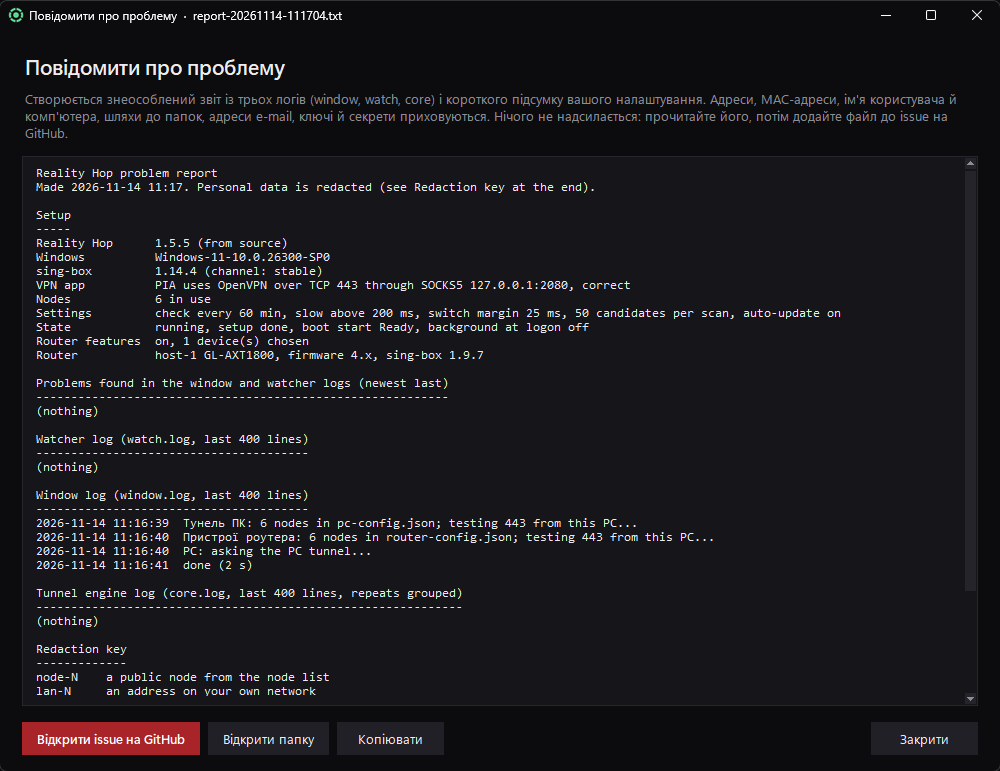 Повідомити про проблему · report-20261114-111704.txt
Повідомити про проблему
Створюється знеособлений звіт із трьох логів (window, watch, core) і короткого підсумку вашого налаштування. Адреси, MAC-адреси, ім'я користувача й
комп'ютера, шляхи до папок, адреси e-mail, ключі й секрети приховуються. Нічого не надсилається: прочитайте його, потім додайте файл до issue на
GitHub.
Reality Hop problem report
Made 2026-11-14 11:17. Personal data is redacted (see Redaction key at the end).
Setup
-----
Reality Hop      1.5.5 (from source)
Windows          Windows-11-10.0.26300-SP0
sing-box         1.14.4 (channel: stable)
VPN app          PIA uses OpenVPN over TCP 443 through SOCKS5 127.0.0.1:2080, correct
Nodes            6 in use
Settings         check every 60 min, slow above 200 ms, switch margin 25 ms, 50 candidates per scan, auto-update on
State            running, setup done, boot start Ready, background at logon off
Router features  on, 1 device(s) chosen
Router           host-1 GL-AXT1800, firmware 4.x, sing-box 1.9.7
Problems found in the window and watcher logs (newest last)
-----------------------------------------------------------
(nothing)
Watcher log (watch.log, last 400 lines)
---------------------------------------
(nothing)
Window log (window.log, last 400 lines)
---------------------------------------
2026-11-14 11:16:39  Тунель ПК: 6 nodes in pc-config.json; testing 443 from this PC...
2026-11-14 11:16:40  Пристрої роутера: 6 nodes in router-config.json; testing 443 from this PC...
2026-11-14 11:16:40  PC: asking the PC tunnel...
2026-11-14 11:16:41  done (2 s)
Tunnel engine log (core.log, last 400 lines, repeats grouped)
-------------------------------------------------------------
(nothing)
Redaction key
-------------
node-N    a public node from the node list
lan-N     an address on your own network
Відкрити issue на GitHub
Відкрити папку
Копіювати
Закрити